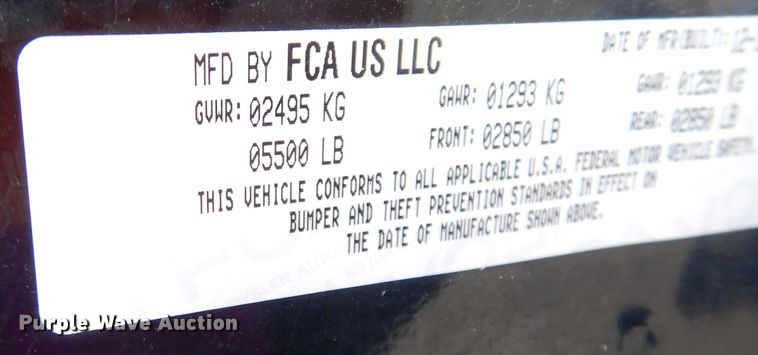 MFD BY FCA US LLC
DATE OF MFR(BUILT): 12-
GVWR: 02495 KG
GAWR: 01293 KG
GAWR: 01293 KG
05500 LB
FRONT: 02850 LB
REAR: 02850 LB
THIS VEHICLE CONFORMS TO ALL APPLICABLE U.S.A. FEDERAL MOTOR VEHICLE SAFETY,
BUMPER AND THEFT PREVENTION STANDARDS IN EFFECT ON
THE DATE OF MANUFACTURE SHOWN ABOVE.
Purple Wave Auction